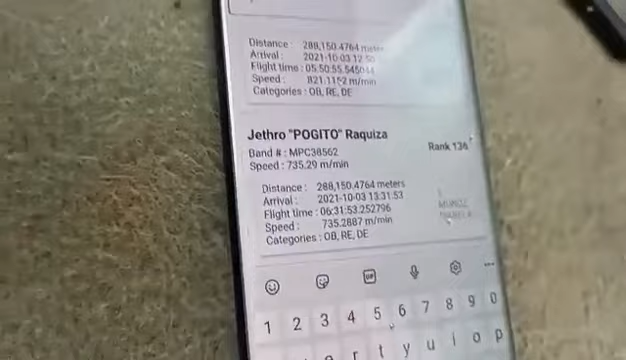 Distance : 288,150.4764 meters
Arrival : 2021-10-03 12
Flight time : 05:50:55.545044
Speed : 821.1152 m/min
Categories : OB, RE, DE
Jethro "POGITO" Raquiza
Rank 136
Band # : MPC38562
Speed : 735.29 m/min
Distance : 288,150.4764 meters
Arrival : 2021-10-03 13:31:53
Flight time : 06:31:53.252796
Speed : 735.2887 m/min
Categories : OB, RE, DE
GIF
1 2 3 4 5 6 7 8 9 0
r t y u i o p